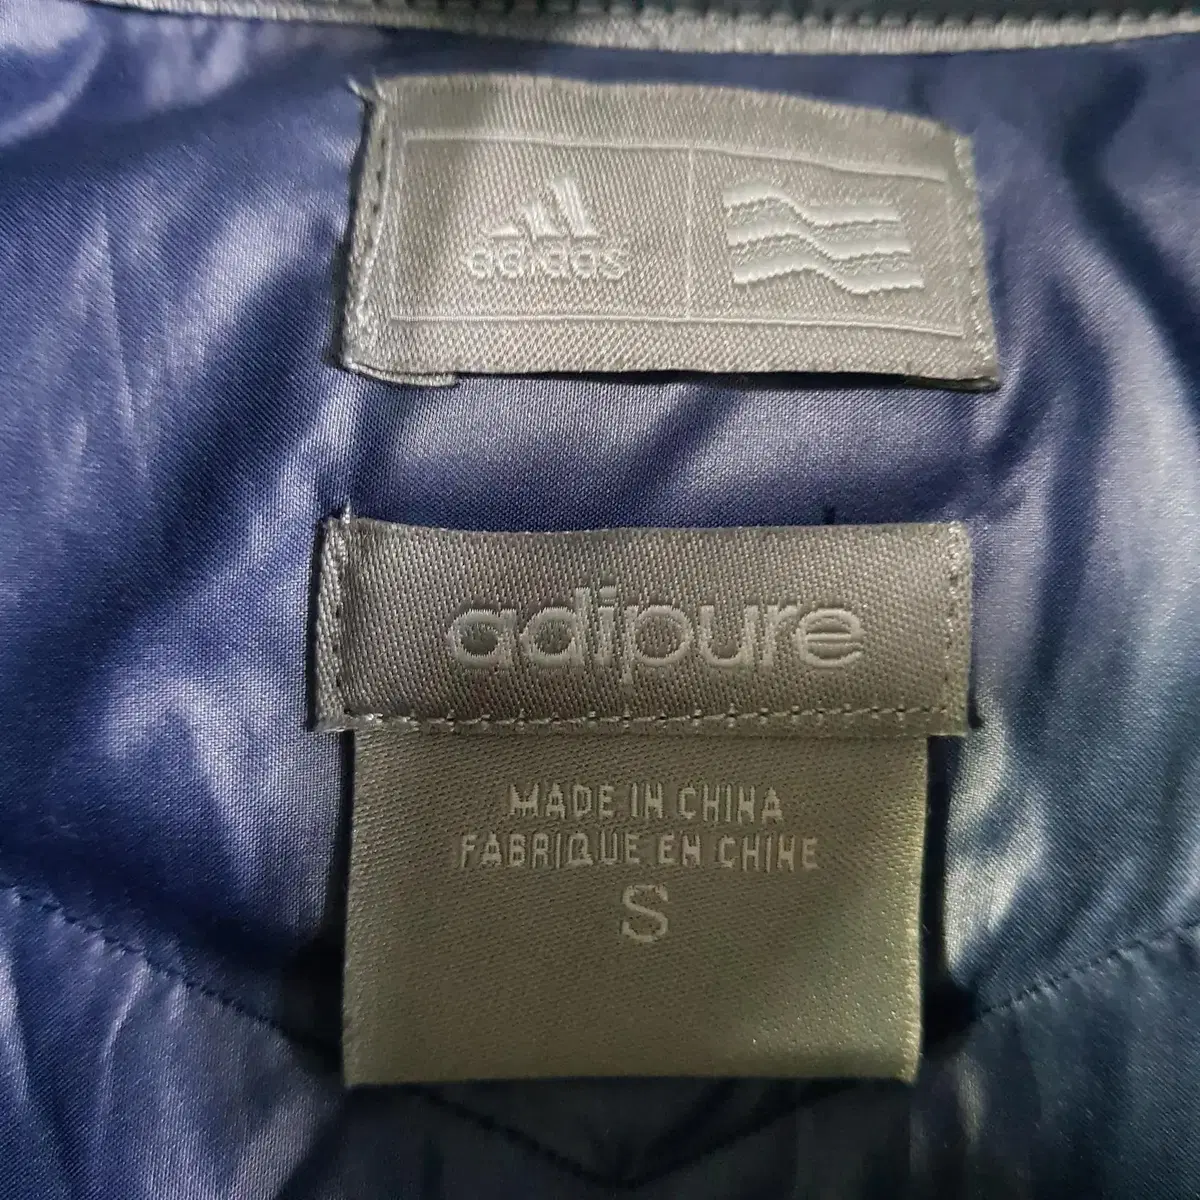 adidas
adipure
MADE IN CHINA
FABRIQUE EN CHINE
S